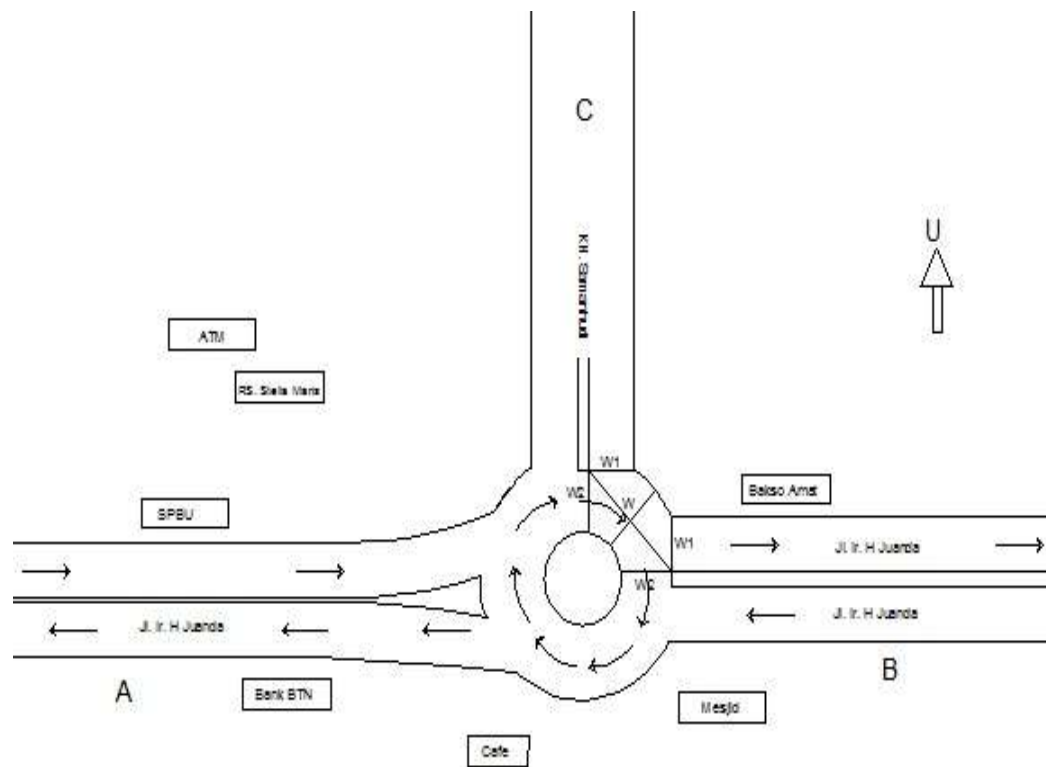 C
KH. Samanhudi
U
ATM
RS. Stella Maris
W1
W2
W
Bakso Amat
SPBU
W1
Jl. Ir. H Juanda
W2
Jl. Ir. H Juanda
Jl. Ir. H Juanda
A
Bank BTN
B
Mesjid
Cafe